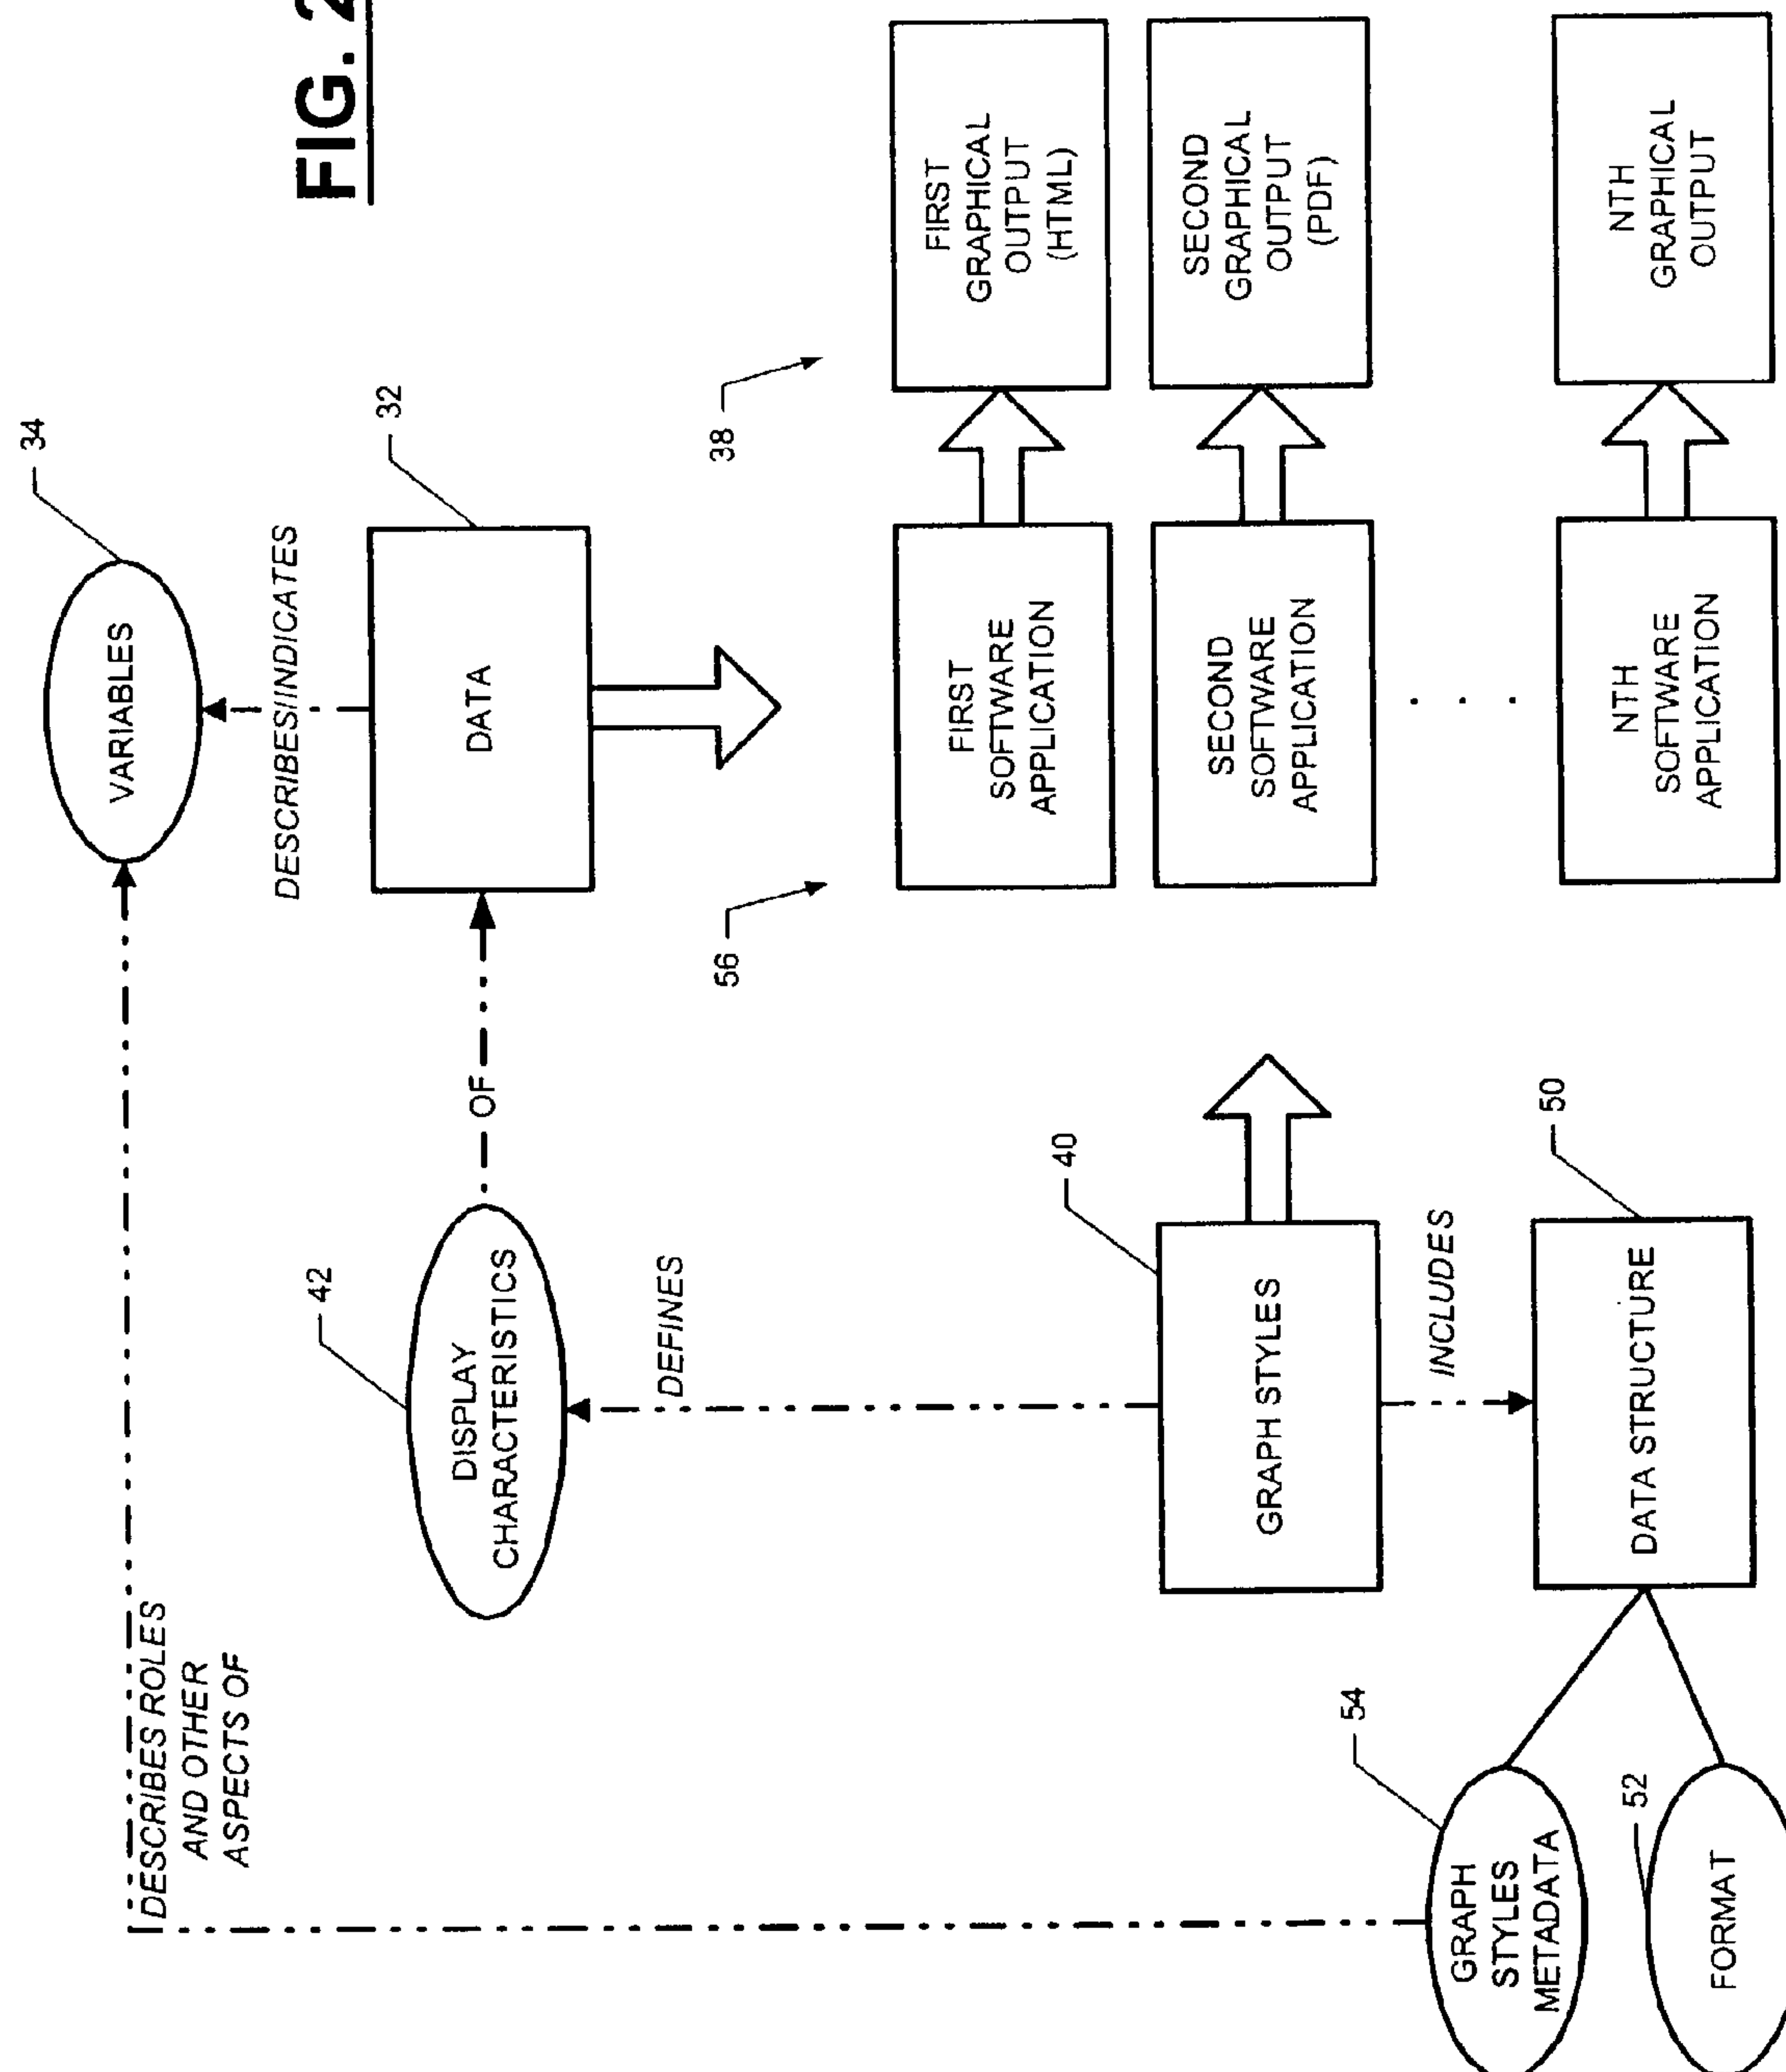 FIG. 2
34
VARIABLES
DESCRIBES ROLES
AND OTHER
ASPECTS OF
DESCRIBES/INDICATES
42
32
DISPLAY
CHARACTERISTICS
OF
DATA
DEFINES
56
38
FIRST
SOFTWARE
APPLICATION
FIRST
GRAPHICAL
OUTPUT
(HTML)
40
GRAPH STYLES
SECOND
SOFTWARE
APPLICATION
SECOND
GRAPHICAL
OUTPUT
(PDF)
INCLUDES
50
54
GRAPH
STYLES
METADATA
DATA STRUCTURE
. . .
NTH
SOFTWARE
APPLICATION
NTH
GRAPHICAL
OUTPUT
52
FORMAT